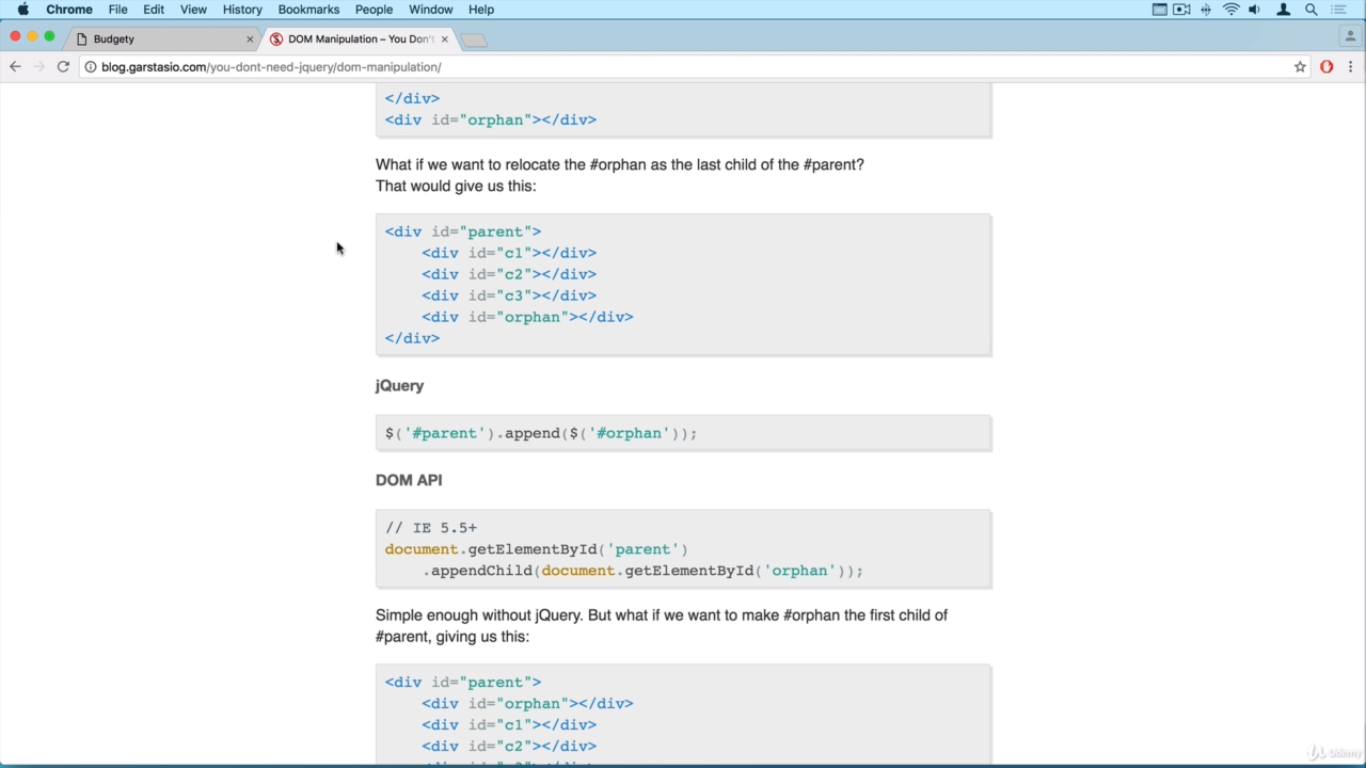 Chrome File Edit View History Bookmarks People Window Help
Budgety
DOM Manipulation – You Don't
blog.garstasio.com/you-dont-need-jquery/dom-manipulation/
</div>
<div id="orphan"></div>
What if we want to relocate the #orphan as the last child of the #parent?
That would give us this:
<div id="parent">
    <div id="c1"></div>
    <div id="c2"></div>
    <div id="c3"></div>
    <div id="orphan"></div>
</div>
jQuery
$('#parent').append($('#orphan'));
DOM API
// IE 5.5+
document.getElementById('parent')
    .appendChild(document.getElementById('orphan'));
Simple enough without jQuery. But what if we want to make #orphan the first child of
#parent, giving us this:
<div id="parent">
    <div id="orphan"></div>
    <div id="c1"></div>
    <div id="c2"></div>
Udemy